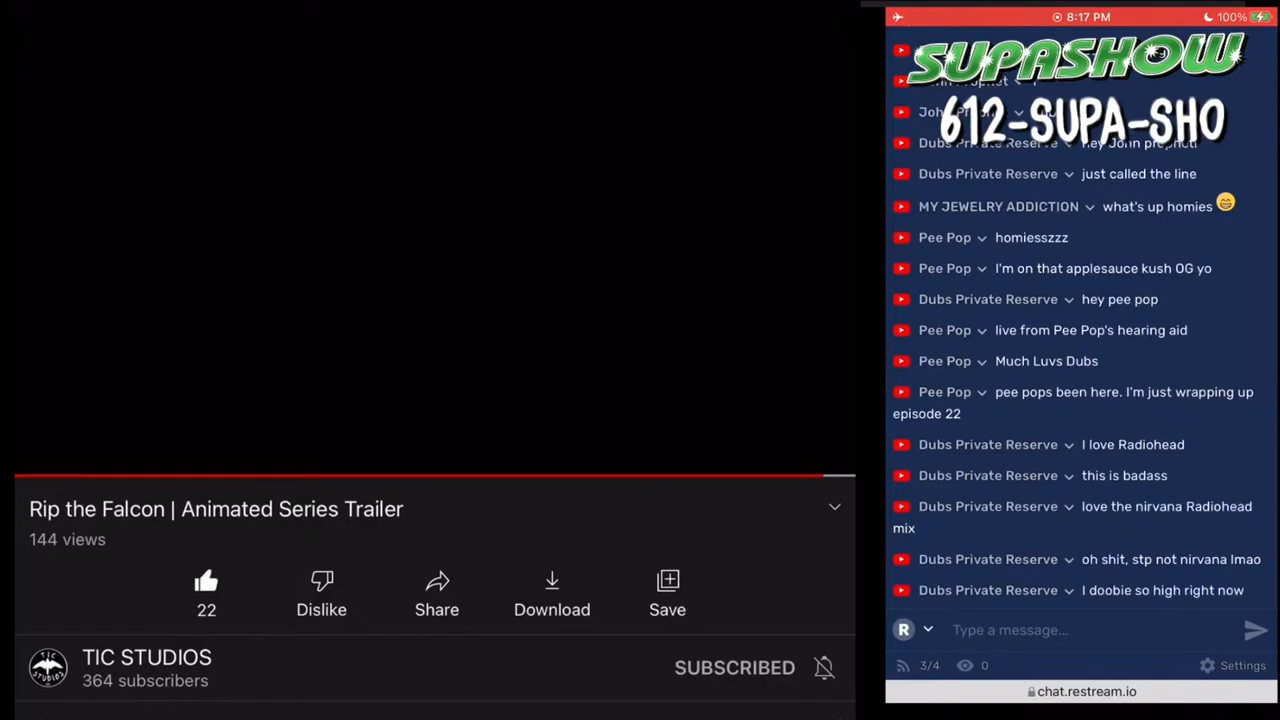 8:17 PM
100%
SUPASHOW
612-SUPA-SHO
Dubs Private Reserve hey John prophet!
Dubs Private Reserve just called the line
MY JEWELRY ADDICTION what's up homies 😄
Pee Pop homiesszzz
Pee Pop I'm on that applesauce kush OG yo
Dubs Private Reserve hey pee pop
Pee Pop live from Pee Pop's hearing aid
Pee Pop Much Luvs Dubs
Pee Pop pee pops been here. I'm just wrapping up
episode 22
Dubs Private Reserve I love Radiohead
Dubs Private Reserve this is badass
Dubs Private Reserve love the nirvana Radiohead
mix
Dubs Private Reserve oh shit, stp not nirvana lmao
Dubs Private Reserve I doobie so high right now
R Type a message...
3/4 0 Settings
chat.restream.io
Rip the Falcon | Animated Series Trailer
144 views
22 Dislike Share Download Save
TIC STUDIOS
364 subscribers
SUBSCRIBED